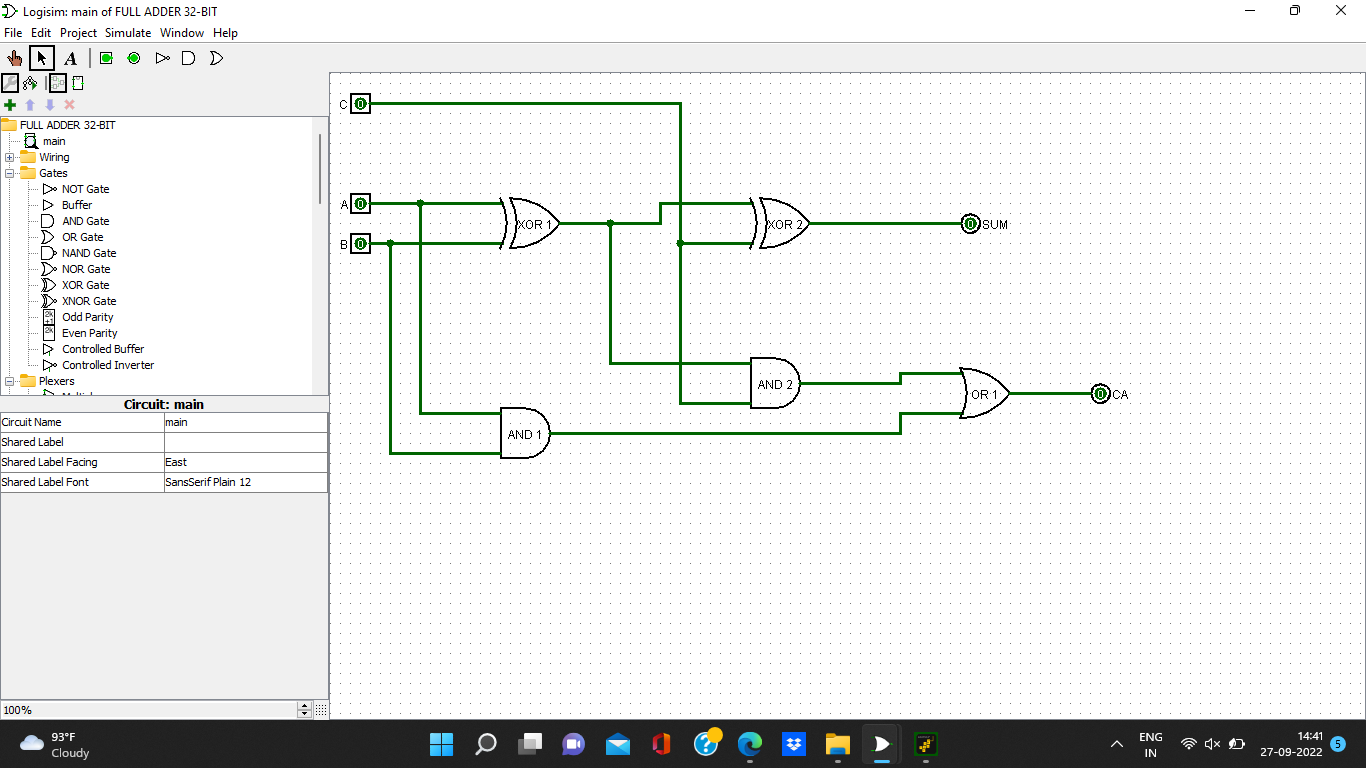 Logisim: main of FULL ADDER 32-BIT
File Edit Project Simulate Window Help
A
FULL ADDER 32-BIT
main
Wiring
Gates
NOT Gate
Buffer
AND Gate
OR Gate
NAND Gate
NOR Gate
XOR Gate
XNOR Gate
Odd Parity
Even Parity
Controlled Buffer
Controlled Inverter
Plexers
Circuit: main
Circuit Name main
Shared Label
Shared Label Facing East
Shared Label Font SansSerif Plain 12
100%
C 0
A 0
B 0
XOR 1
XOR 2
0 SUM
AND 2
AND 1
OR 1
0 CA
93°F
Cloudy
ENG
IN
14:41
27-09-2022
5